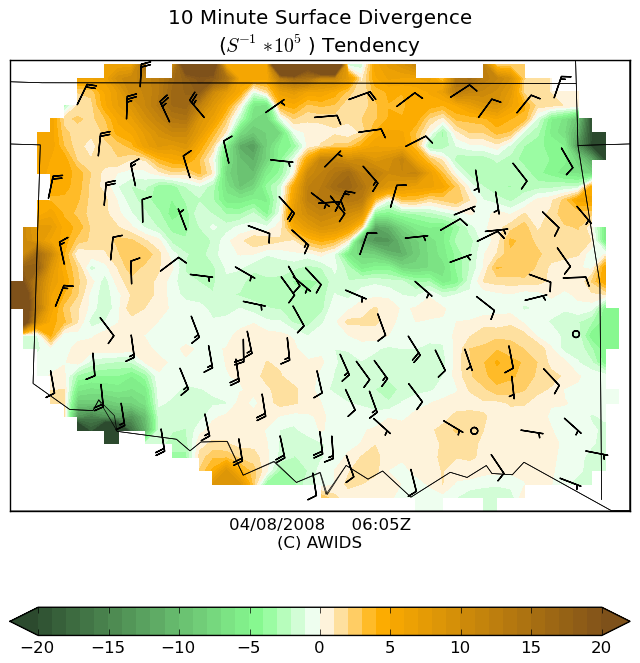 10 Minute Surface Divergence
(S⁻¹ * 10⁵ ) Tendency
04/08/2008 06:05Z
(C) AWIDS
−20 −15 −10 −5 0 5 10 15 20